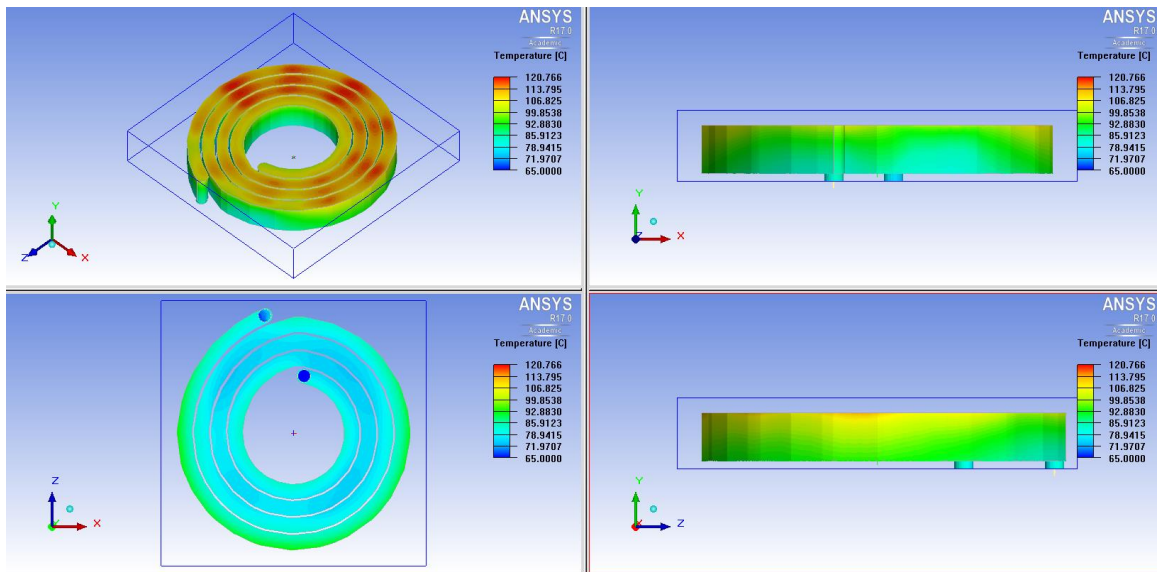 ANSYS
R17.0
Academic
Temperature [C]
120.766
113.795
106.825
99.8538
92.8830
85.9123
78.9415
71.9707
65.0000
Y
Z
X
ANSYS
R17.0
Academic
Temperature [C]
120.766
113.795
106.825
99.8538
92.8830
85.9123
78.9415
71.9707
65.0000
Y
Z
X
ANSYS
R17.0
Academic
Temperature [C]
120.766
113.795
106.825
99.8538
92.8830
85.9123
78.9415
71.9707
65.0000
Z
Y
X
ANSYS
R17.0
Academic
Temperature [C]
120.766
113.795
106.825
99.8538
92.8830
85.9123
78.9415
71.9707
65.0000
Y
X
Z